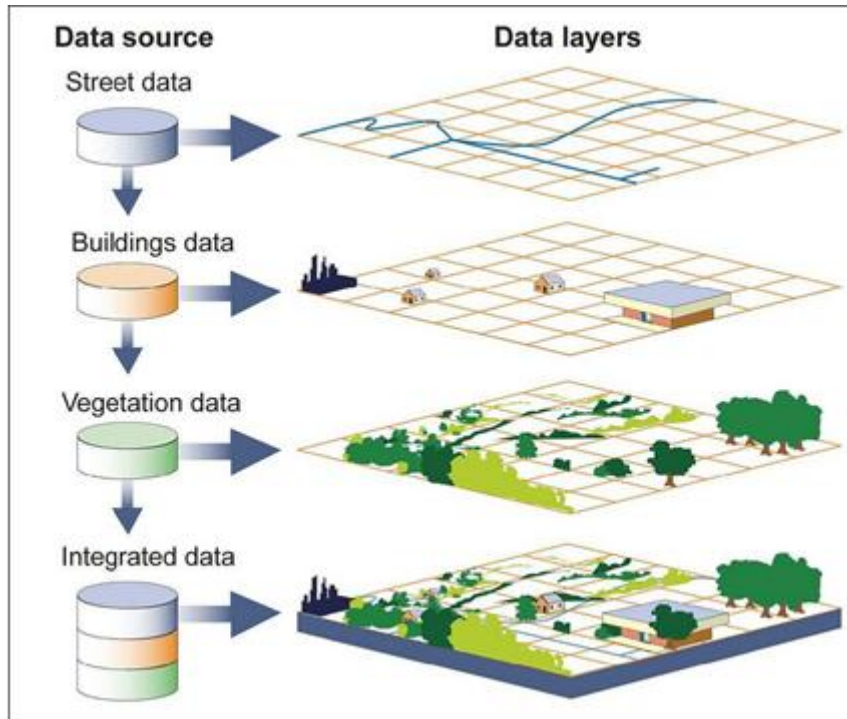 Data source
Data layers
Street data
Buildings data
Vegetation data
Integrated data